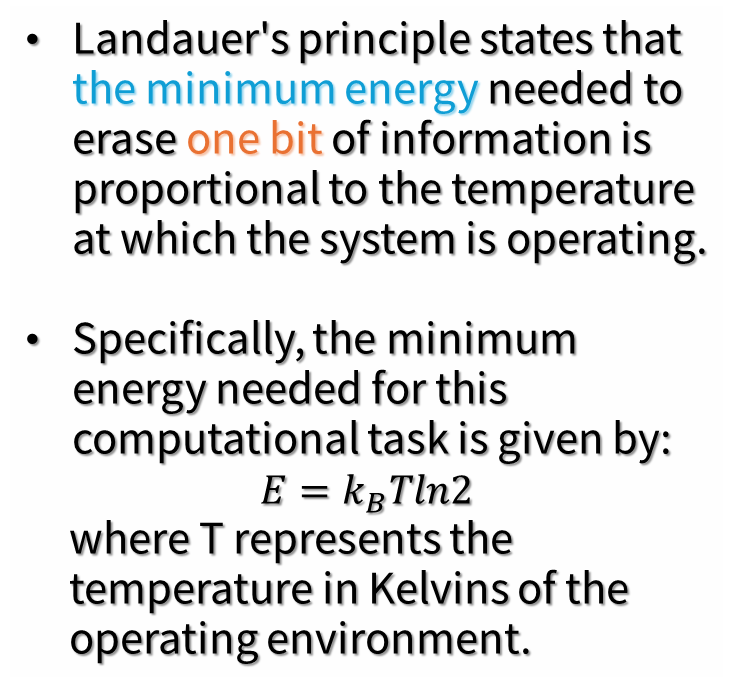 • Landauer's principle states that
the minimum energy needed to
erase one bit of information is
proportional to the temperature
at which the system is operating.
• Specifically, the minimum
energy needed for this
computational task is given by:
E = k_B T ln2
where T represents the
temperature in Kelvins of the
operating environment.